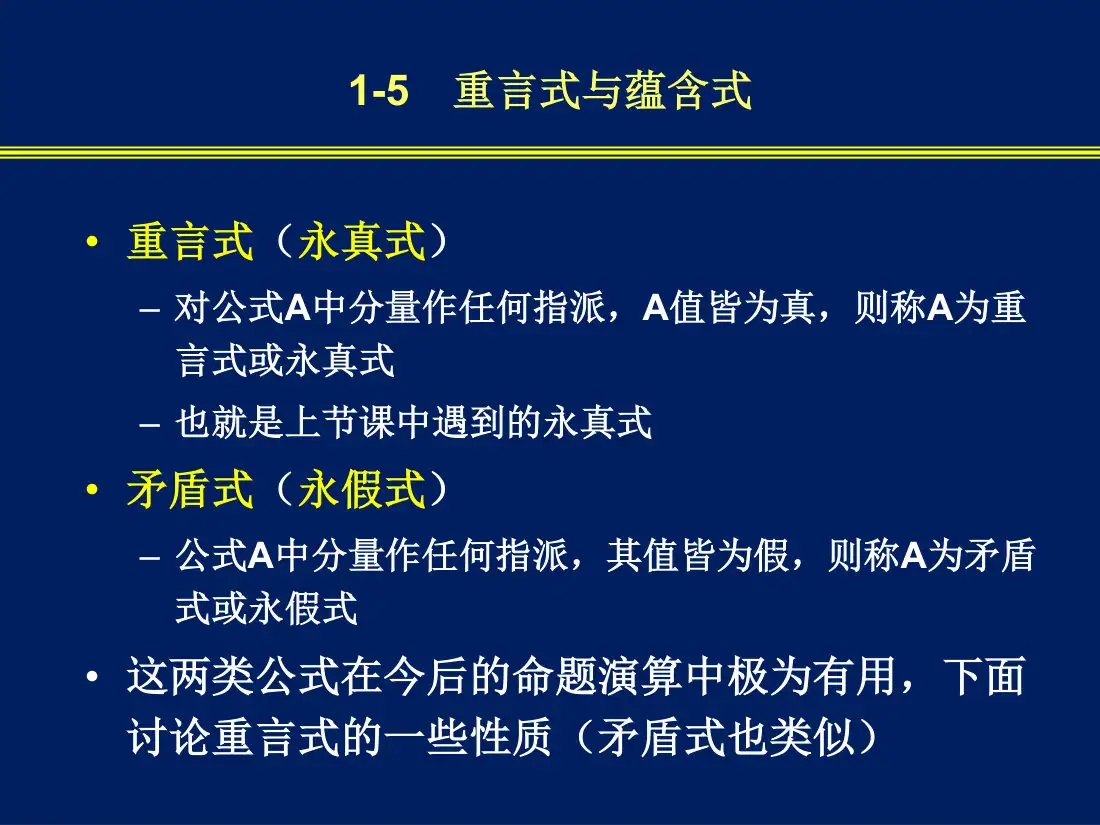 1-5 重言式与蕴含式
• 重言式（永真式）
– 对公式A中分量作任何指派，A值皆为真，则称A为重
言式或永真式
– 也就是上节课中遇到的永真式
• 矛盾式（永假式）
– 公式A中分量作任何指派，其值皆为假，则称A为矛盾
式或永假式
• 这两类公式在今后的命题演算中极为有用，下面
讨论重言式的一些性质（矛盾式也类似）